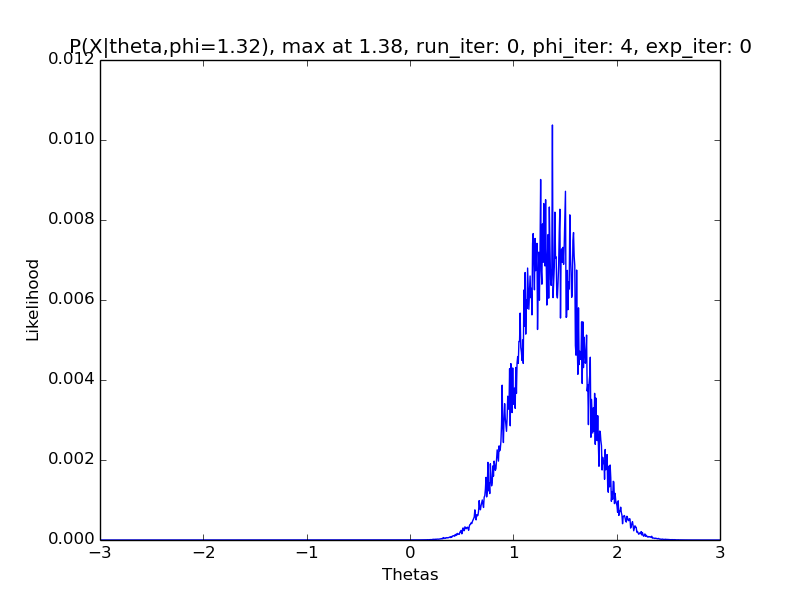 P(X|theta,phi=1.32), max at 1.38, run_iter: 0, phi_iter: 4, exp_iter: 0
0.012
0.010
0.008
0.006
0.004
0.002
0.000
Likelihood
−3 −2 −1 0 1 2 3
Thetas